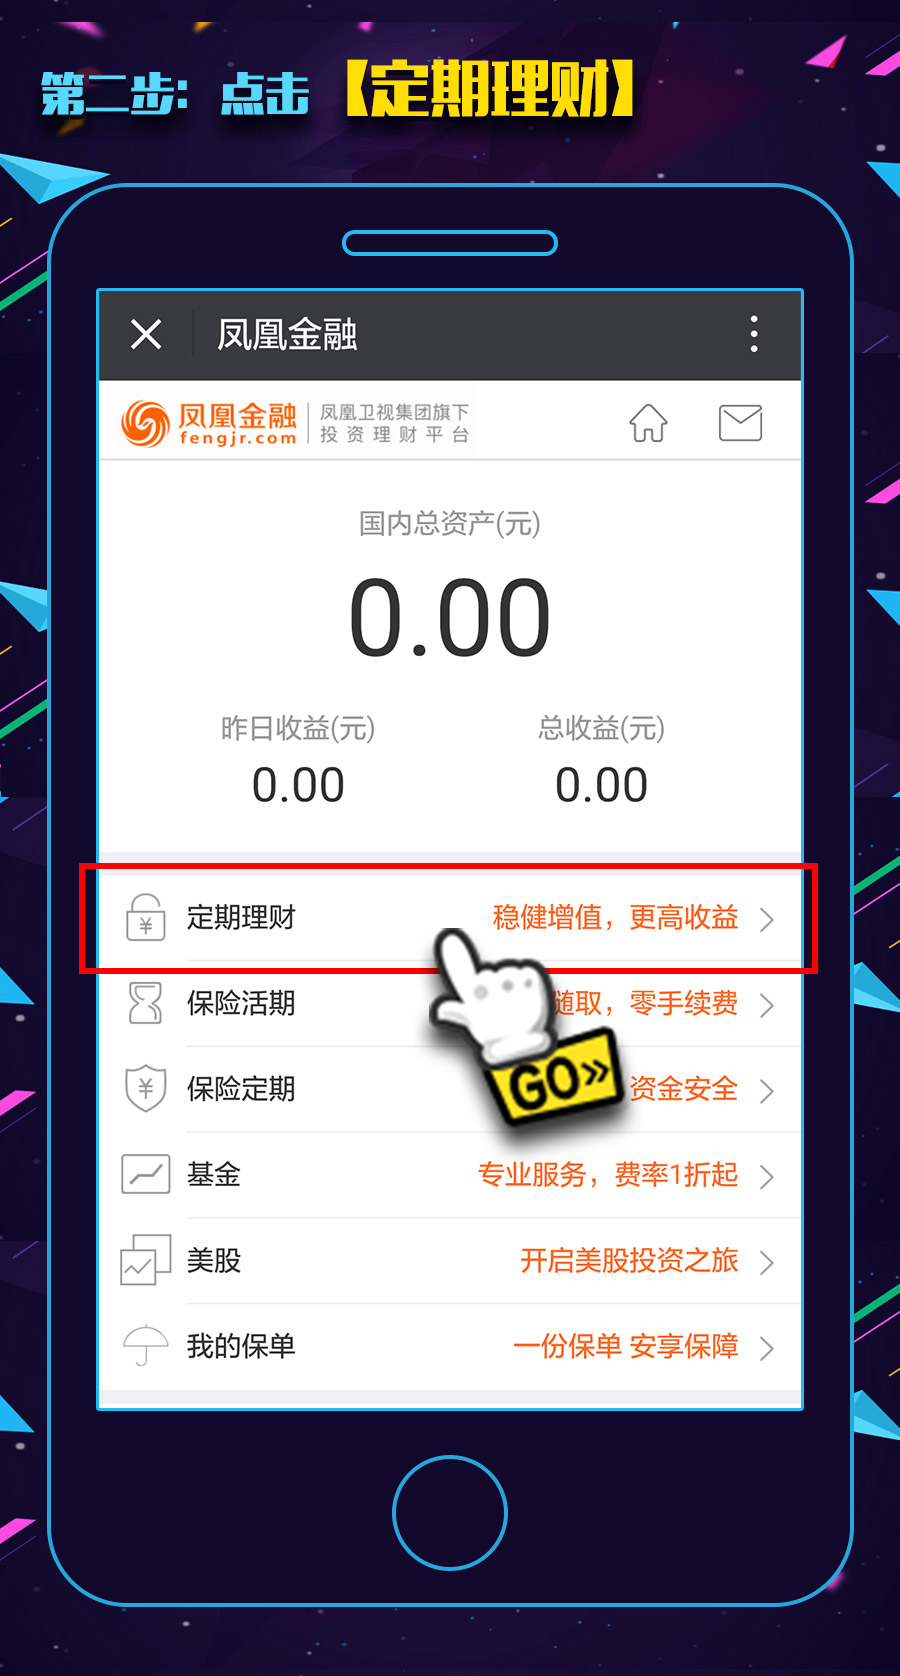 第二步：点击【定期理财】
凤凰金融
凤凰金融 凤凰卫视集团旗下
fengjr.com 投资理财平台
国内总资产(元)
0.00
昨日收益(元) 总收益(元)
0.00 0.00
定期理财 稳健增值，更高收益
保险活期 随取，零手续费
保险定期 资金安全
GO»
基金 专业服务，费率1折起
美股 开启美股投资之旅
我的保单 一份保单 安享保障